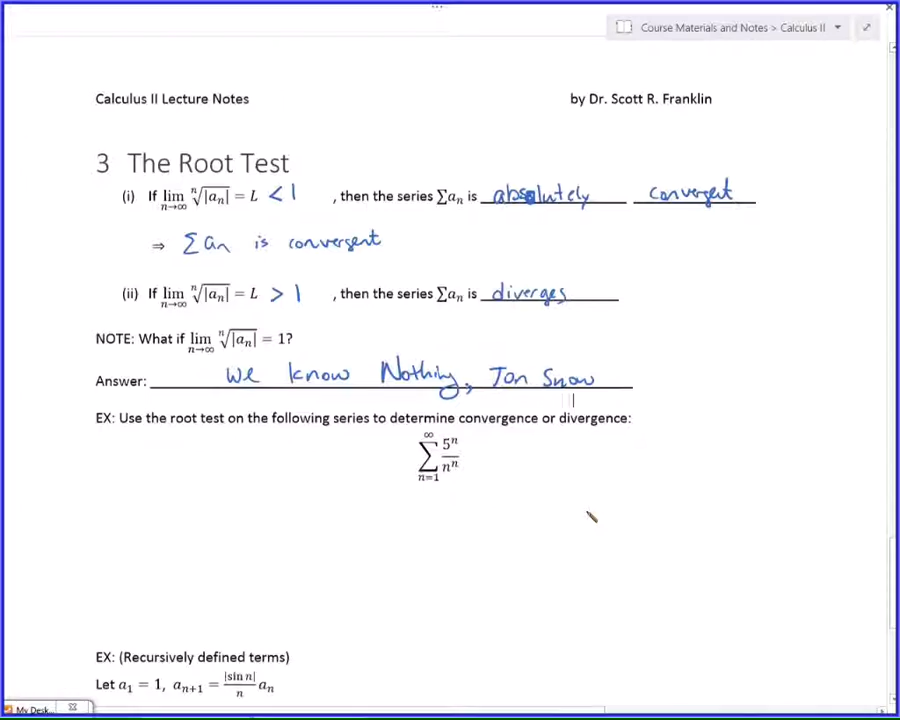 Course Materials and Notes > Calculus II
Calculus II Lecture Notes by Dr. Scott R. Franklin
3 The Root Test
(i) If lim n→∞ ⁿ√|aₙ| = L < 1 , then the series Σaₙ is absolutely convergent
⇒ Σaₙ is convergent
(ii) If lim n→∞ ⁿ√|aₙ| = L > 1 , then the series Σaₙ is diverges
NOTE: What if lim n→∞ ⁿ√|aₙ| = 1?
Answer: We know Nothing, Jon Snow
EX: Use the root test on the following series to determine convergence or divergence:
∞ Σ n=1 5ⁿ/nⁿ
EX: (Recursively defined terms)
Let a₁ = 1, aₙ₊₁ = |sin n|/n aₙ
My Desk...